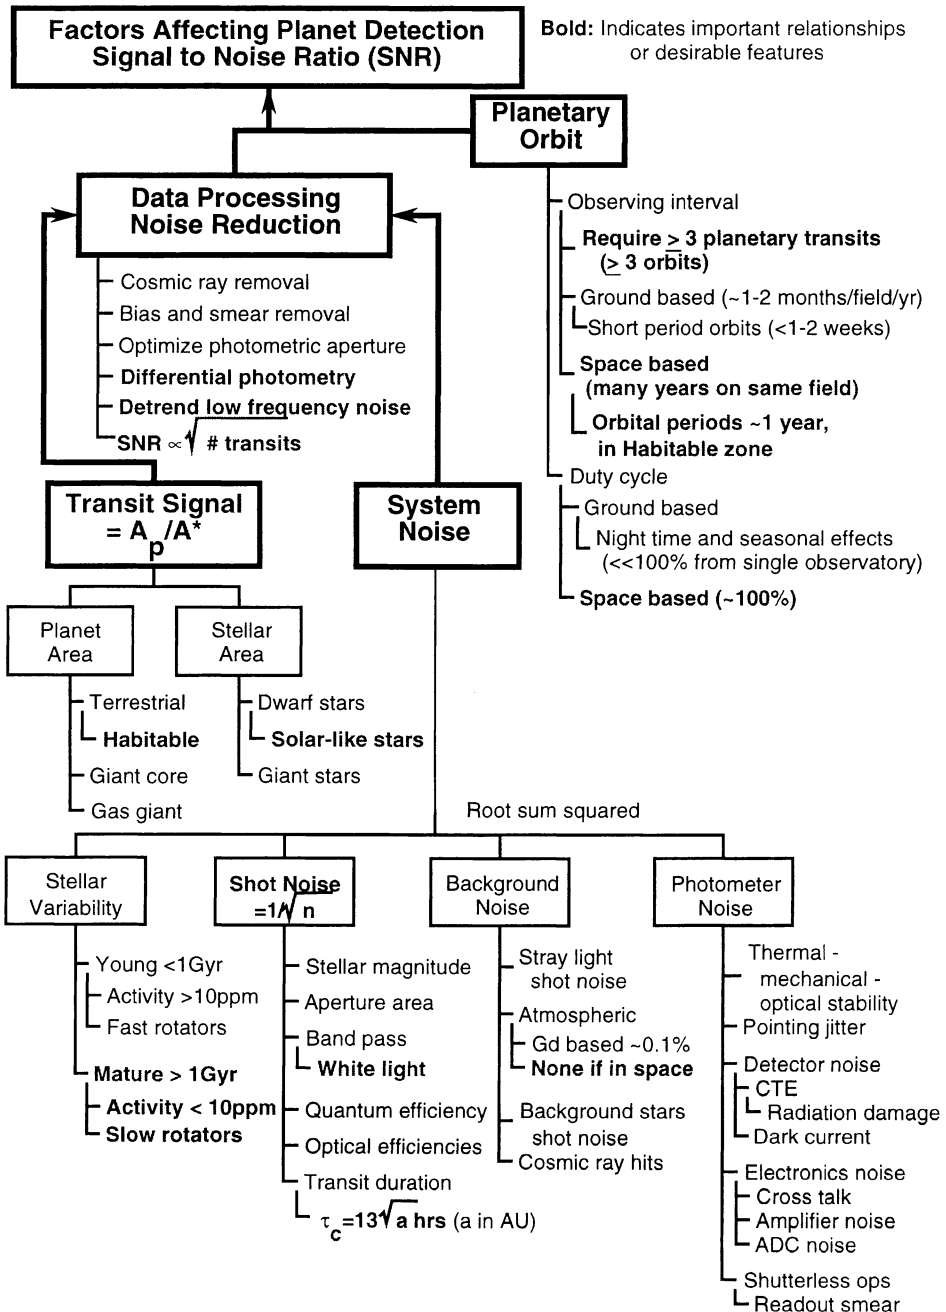 Factors Affecting Planet Detection
Signal to Noise Ratio (SNR)
Bold: Indicates important relationships
or desirable features
Planetary
Orbit
Observing interval
Require ≥ 3 planetary transits
(≥ 3 orbits)
Ground based (~1-2 months/field/yr)
Short period orbits (<1-2 weeks)
Space based
(many years on same field)
Orbital periods ~1 year,
in Habitable zone
Duty cycle
Ground based
Night time and seasonal effects
(<<100% from single observatory)
Space based (~100%)
Data Processing
Noise Reduction
Cosmic ray removal
Bias and smear removal
Optimize photometric aperture
Differential photometry
Detrend low frequency noise
SNR ∝ √# transits
Transit Signal
= Ap/A*
Planet
Area
Terrestrial
Habitable
Giant core
Gas giant
Stellar
Area
Dwarf stars
Solar-like stars
Giant stars
System
Noise
Root sum squared
Stellar
Variability
Young <1Gyr
Activity >10ppm
Fast rotators
Mature > 1Gyr
Activity < 10ppm
Slow rotators
Shot Noise
=1/√n
Stellar magnitude
Aperture area
Band pass
White light
Quantum efficiency
Optical efficiencies
Transit duration
τc=13√a hrs (a in AU)
Background
Noise
Stray light
shot noise
Atmospheric
Gd based ~0.1%
None if in space
Background stars
shot noise
Cosmic ray hits
Photometer
Noise
Thermal -
mechanical -
optical stability
Pointing jitter
Detector noise
CTE
Radiation damage
Dark current
Electronics noise
Cross talk
Amplifier noise
ADC noise
Shutterless ops
Readout smear